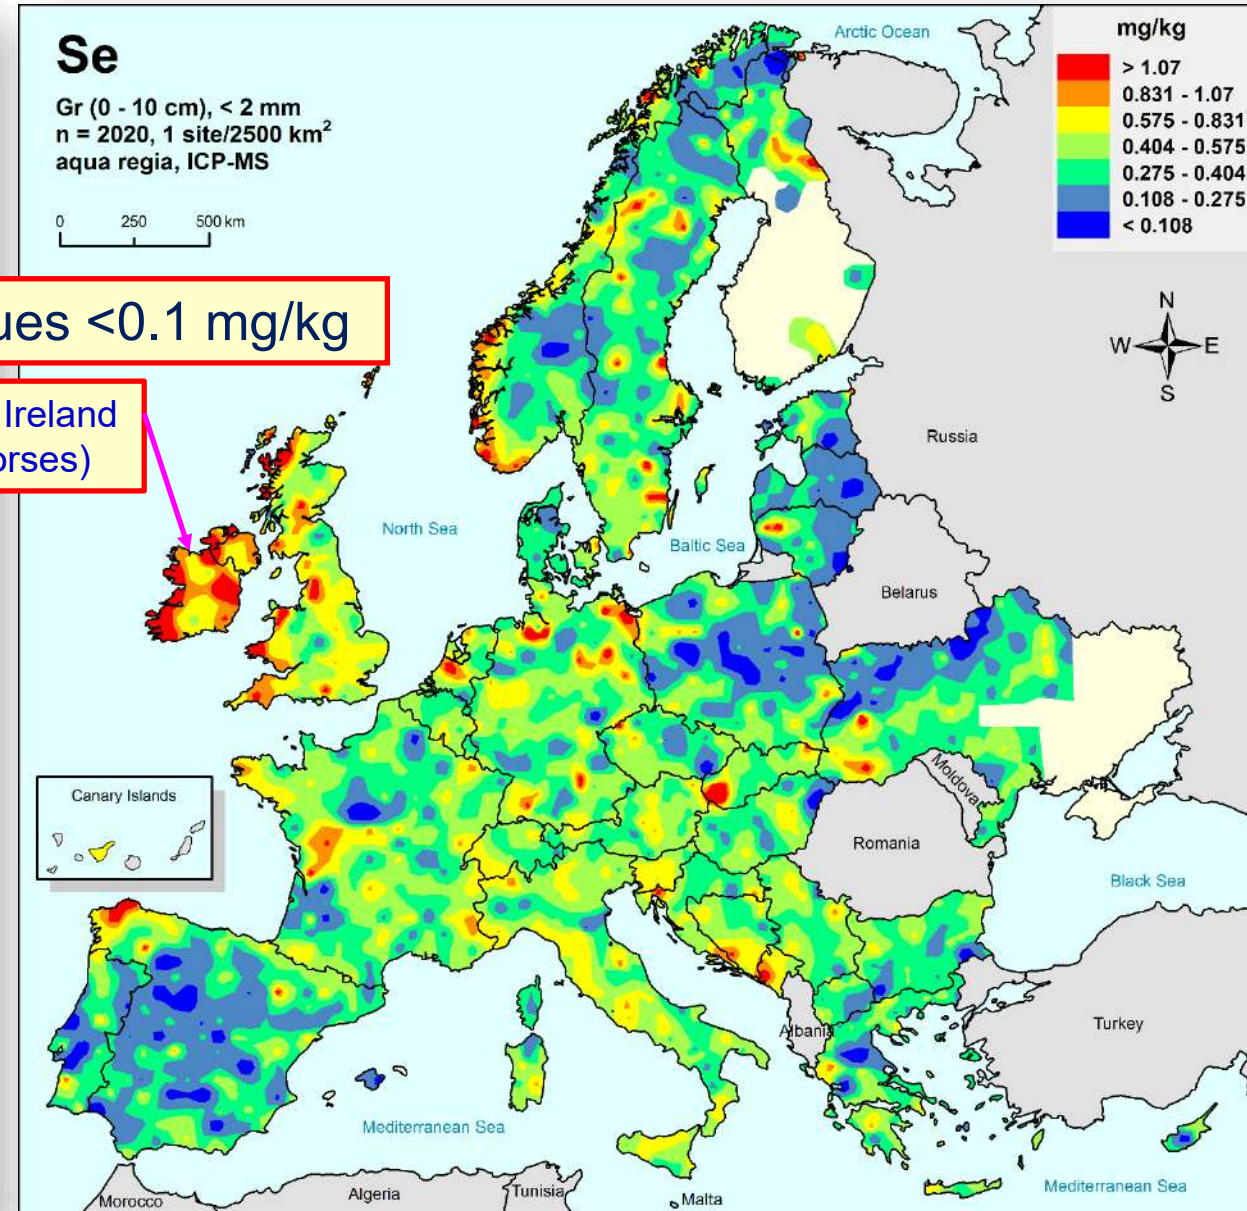 Se
Gr (0 - 10 cm), < 2 mm
n = 2020, 1 site/2500 km²
aqua regia, ICP-MS
0 250 500 km
mg/kg
> 1.07
0.831 - 1.07
0.575 - 0.831
0.404 - 0.575
0.275 - 0.404
0.108 - 0.275
< 0.108
Arctic Ocean
N
W E
S
ues <0.1 mg/kg
Ireland
orses)
Russia
North Sea
Baltic Sea
Belarus
Canary Islands
Moldova
Romania
Black Sea
Albania
Turkey
Mediterranean Sea
Mediterranean Sea
Morocco
Algeria
Tunisia
Malta